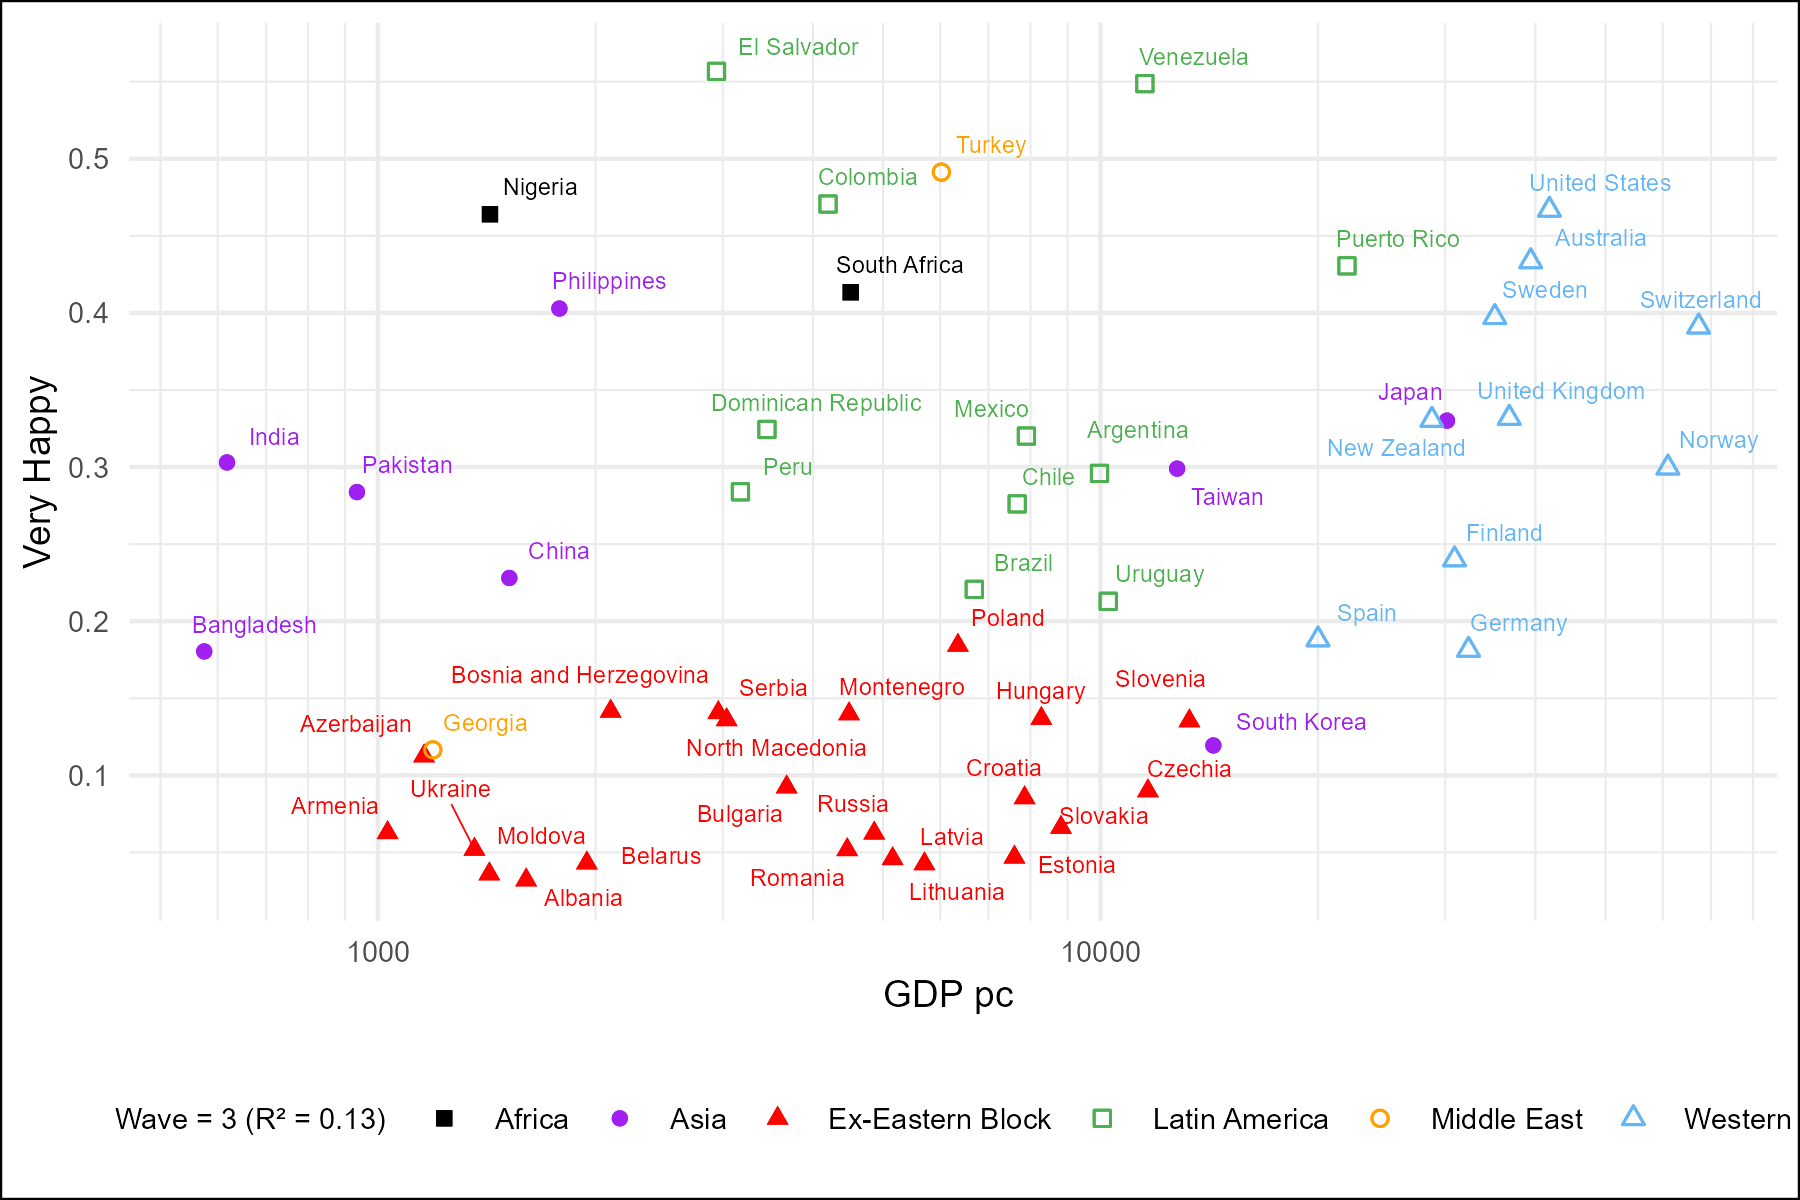 El Salvador
Venezuela
Turkey
0.5
Colombia
Nigeria
United States
Australia
Puerto Rico
South Africa
Philippines
Sweden
Switzerland
0.4
Japan
United Kingdom
Dominican Republic
Mexico
Argentina
India
New Zealand
Norway
Pakistan
0.3
Peru
Chile
Taiwan
Very Happy
Finland
China
Brazil
Uruguay
0.2
Bangladesh
Poland
Spain
Germany
Bosnia and Herzegovina
Serbia
Montenegro
Hungary
Slovenia
Azerbaijan
Georgia
South Korea
North Macedonia
Croatia
Czechia
0.1
Ukraine
Armenia
Bulgaria
Russia
Slovakia
Moldova
Latvia
Belarus
Estonia
Romania
Albania
Lithuania
1000
10000
GDP pc
Wave = 3 (R² = 0.13)
Africa
Asia
Ex-Eastern Block
Latin America
Middle East
Western